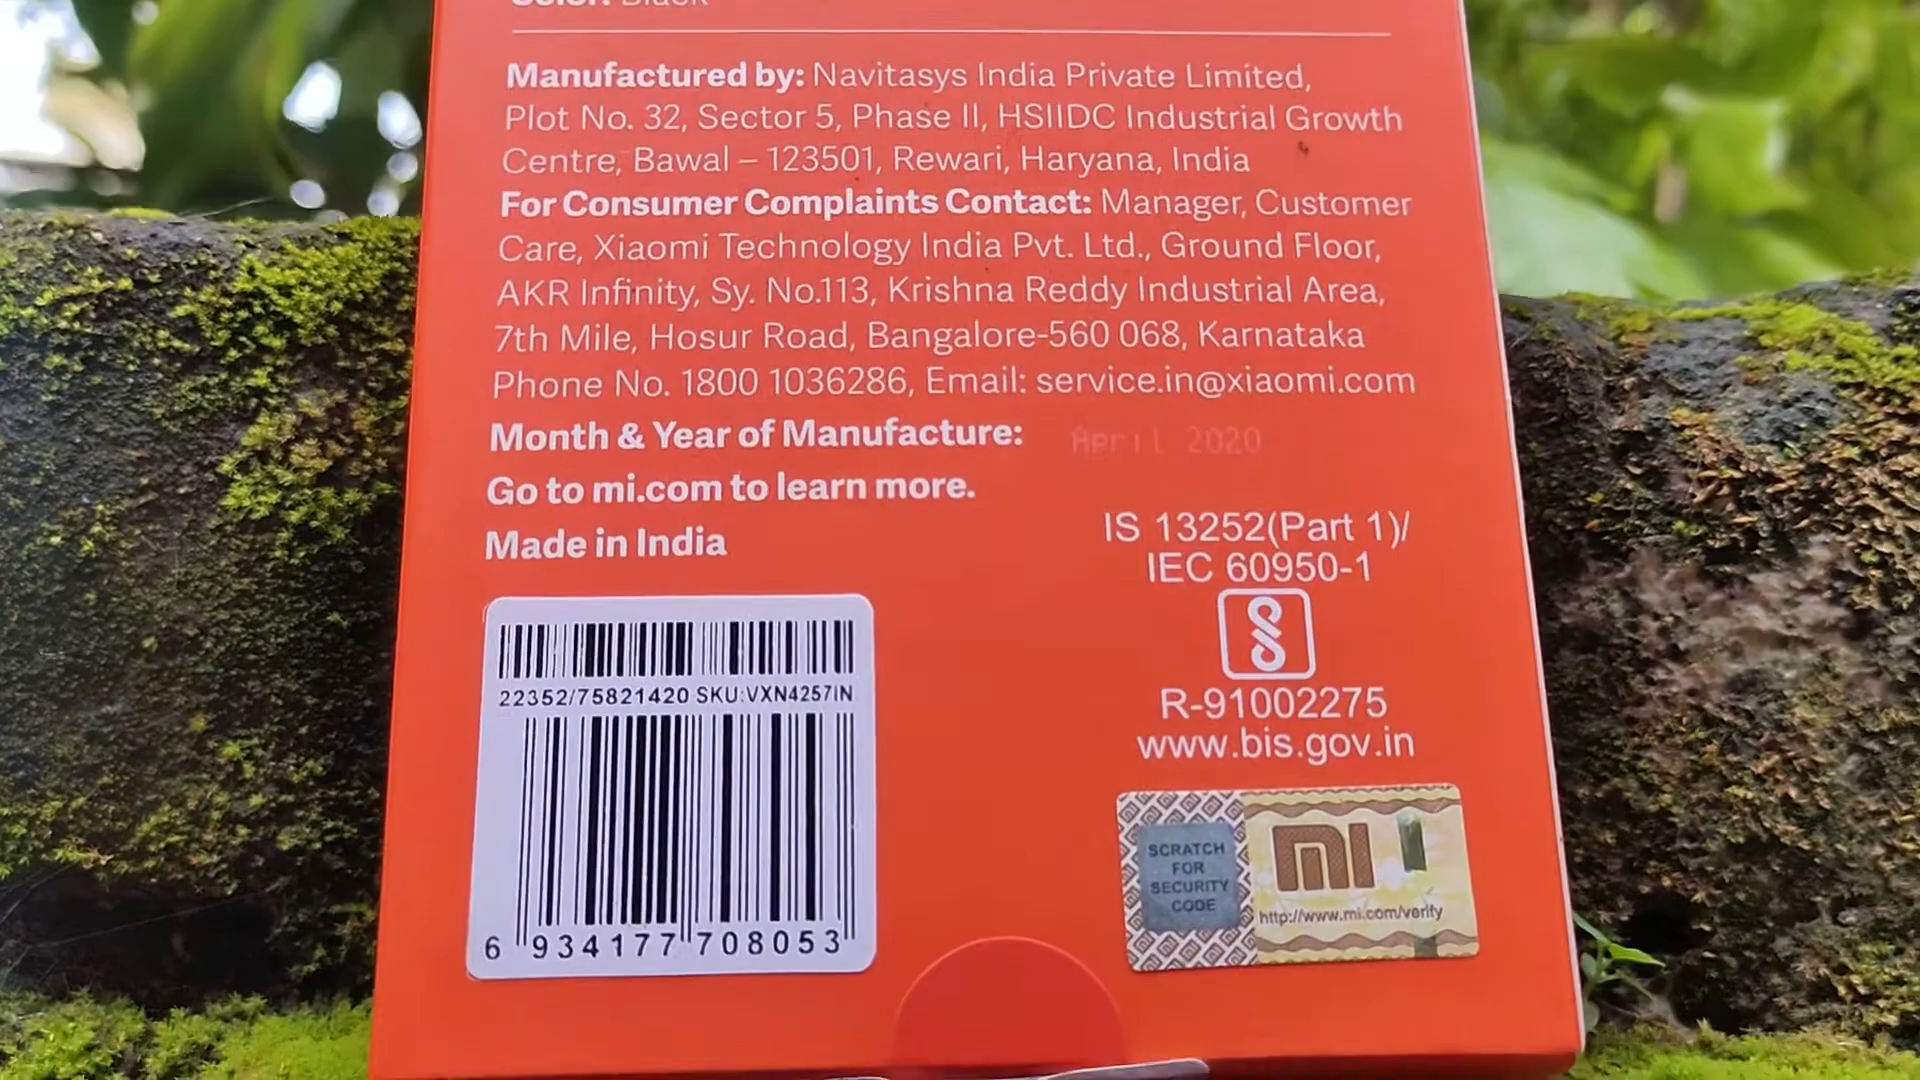 Color: Black
Manufactured by: Navitasys India Private Limited,
Plot No. 32, Sector 5, Phase II, HSIIDC Industrial Growth
Centre, Bawal – 123501, Rewari, Haryana, India
For Consumer Complaints Contact: Manager, Customer
Care, Xiaomi Technology India Pvt. Ltd., Ground Floor,
AKR Infinity, Sy. No.113, Krishna Reddy Industrial Area,
7th Mile, Hosur Road, Bangalore-560 068, Karnataka
Phone No. 1800 1036286, Email: service.in@xiaomi.com
Month & Year of Manufacture: April 2020
Go to mi.com to learn more.
Made in India
IS 13252(Part 1)/
IEC 60950-1
R-91002275
www.bis.gov.in
22352/75821420 SKU:VXN4257IN
6 934177 708053
SCRATCH
FOR
SECURITY
CODE
mi
http://www.mi.com/verify